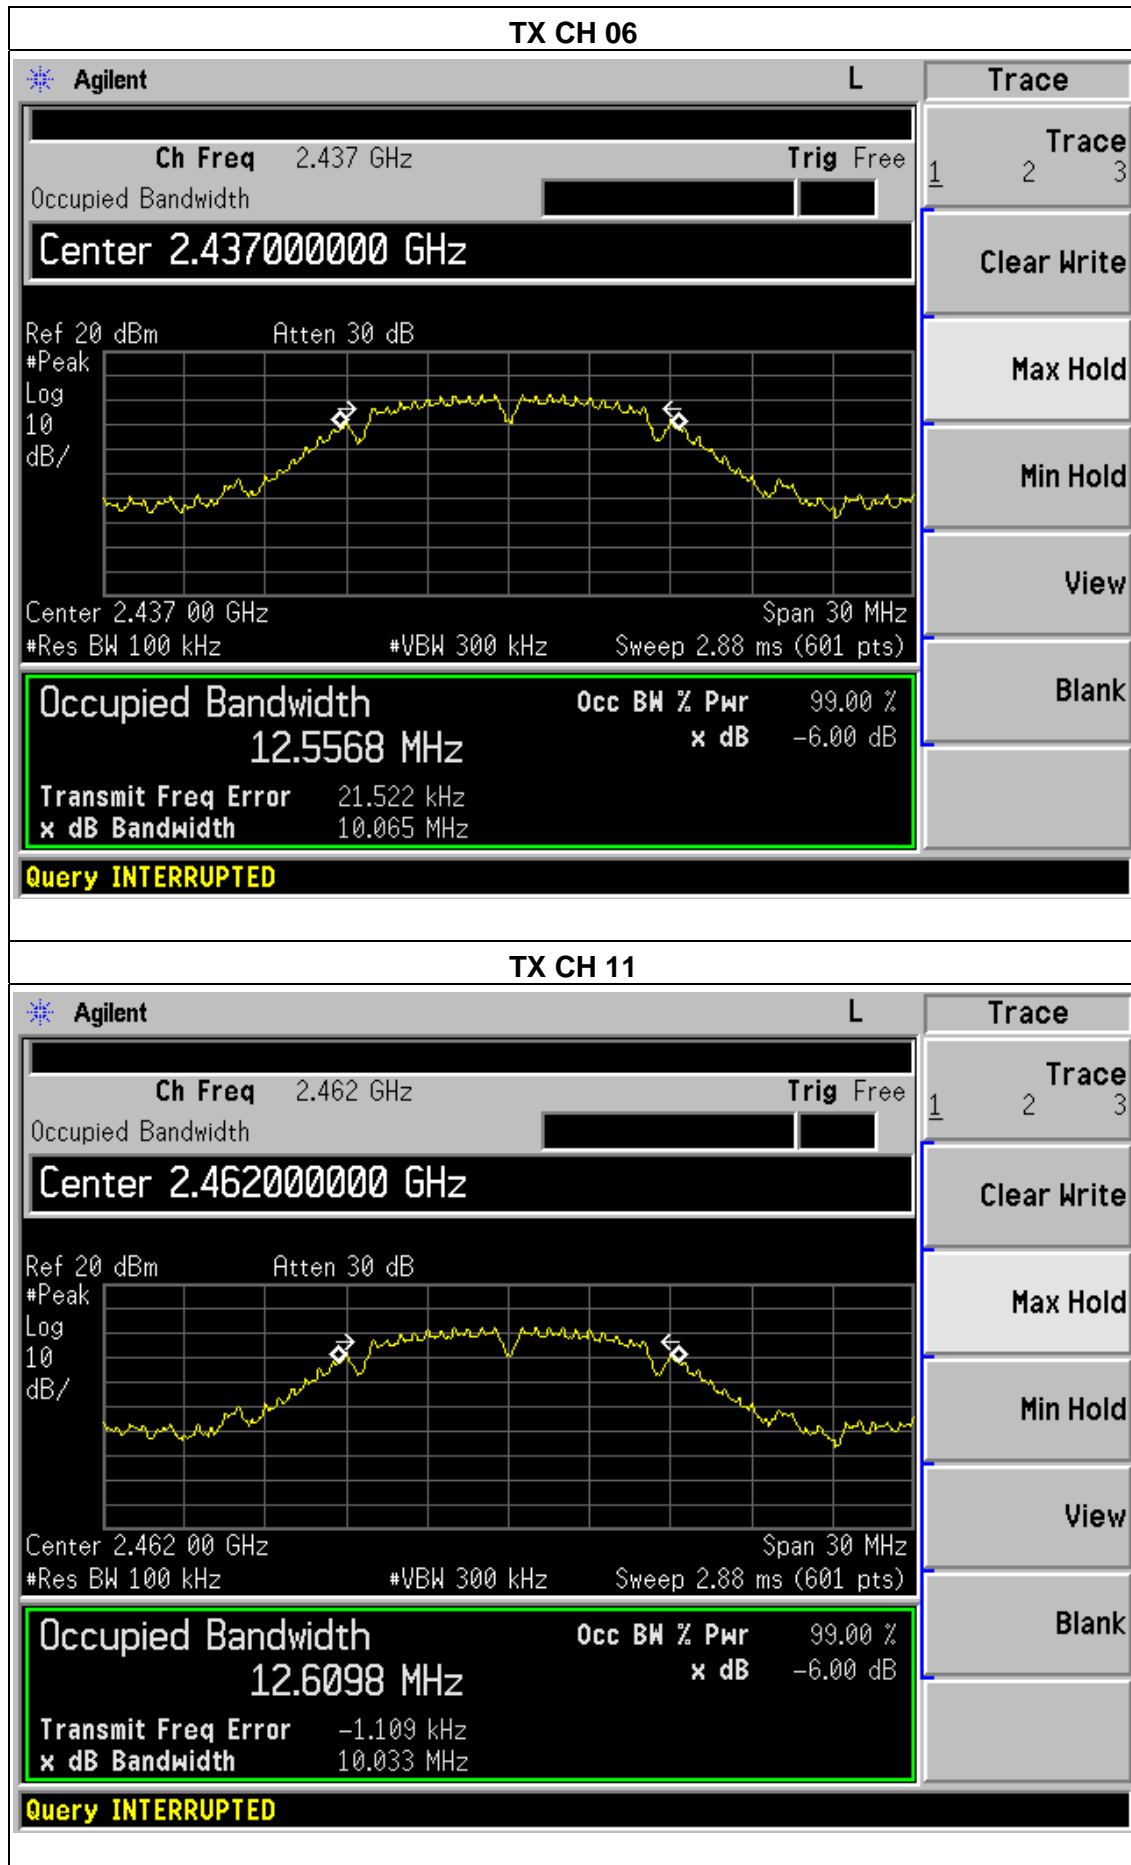 TX CH 06
Agilent L Trace
Ch Freq 2.437 GHz Trig Free
Occupied Bandwidth
Center 2.437000000 GHz
Ref 20 dBm Atten 30 dB
#Peak
Log
10
dB/
Center 2.437 00 GHz Span 30 MHz
#Res BW 100 kHz #VBW 300 kHz Sweep 2.88 ms (601 pts)
Occupied Bandwidth Occ BW % Pwr 99.00 %
12.5568 MHz x dB -6.00 dB
Transmit Freq Error 21.522 kHz
x dB Bandwidth 10.065 MHz
Query INTERRUPTED
Trace
1 2 3
Clear Write
Max Hold
Min Hold
View
Blank
TX CH 11
Agilent L Trace
Ch Freq 2.462 GHz Trig Free
Occupied Bandwidth
Center 2.462000000 GHz
Ref 20 dBm Atten 30 dB
#Peak
Log
10
dB/
Center 2.462 00 GHz Span 30 MHz
#Res BW 100 kHz #VBW 300 kHz Sweep 2.88 ms (601 pts)
Occupied Bandwidth Occ BW % Pwr 99.00 %
12.6098 MHz x dB -6.00 dB
Transmit Freq Error -1.109 kHz
x dB Bandwidth 10.033 MHz
Query INTERRUPTED
Trace
1 2 3
Clear Write
Max Hold
Min Hold
View
Blank